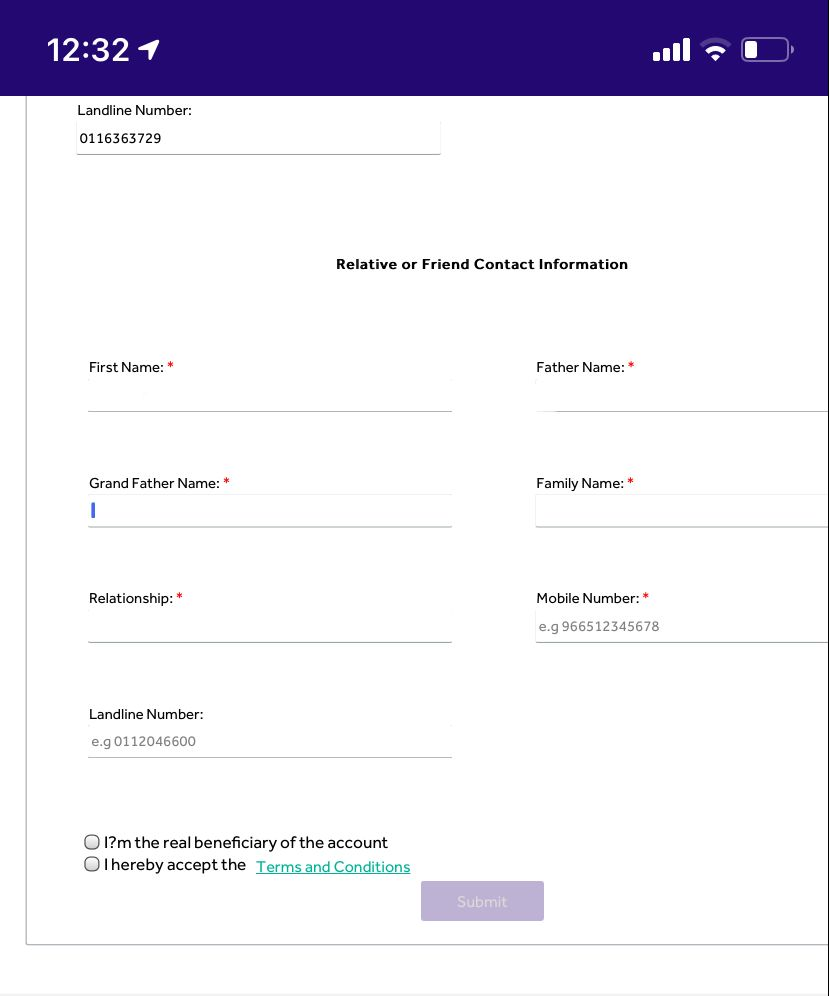 12:32
Landline Number:
0116363729
Relative or Friend Contact Information
First Name: * Father Name: *
Grand Father Name: * Family Name: *
Relationship: * Mobile Number: *
e.g 966512345678
Landline Number:
e.g 0112046600
I?m the real beneficiary of the account
I hereby accept the Terms and Conditions
Submit